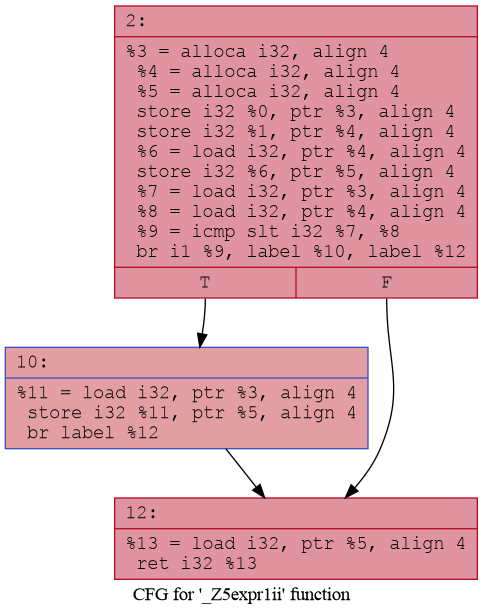 2:
%3 = alloca i32, align 4
%4 = alloca i32, align 4
%5 = alloca i32, align 4
store i32 %0, ptr %3, align 4
store i32 %1, ptr %4, align 4
%6 = load i32, ptr %4, align 4
store i32 %6, ptr %5, align 4
%7 = load i32, ptr %3, align 4
%8 = load i32, ptr %4, align 4
%9 = icmp slt i32 %7, %8
br i1 %9, label %10, label %12
T F
10:
%11 = load i32, ptr %3, align 4
store i32 %11, ptr %5, align 4
br label %12
12:
%13 = load i32, ptr %5, align 4
ret i32 %13
CFG for '_Z5expr1ii' function